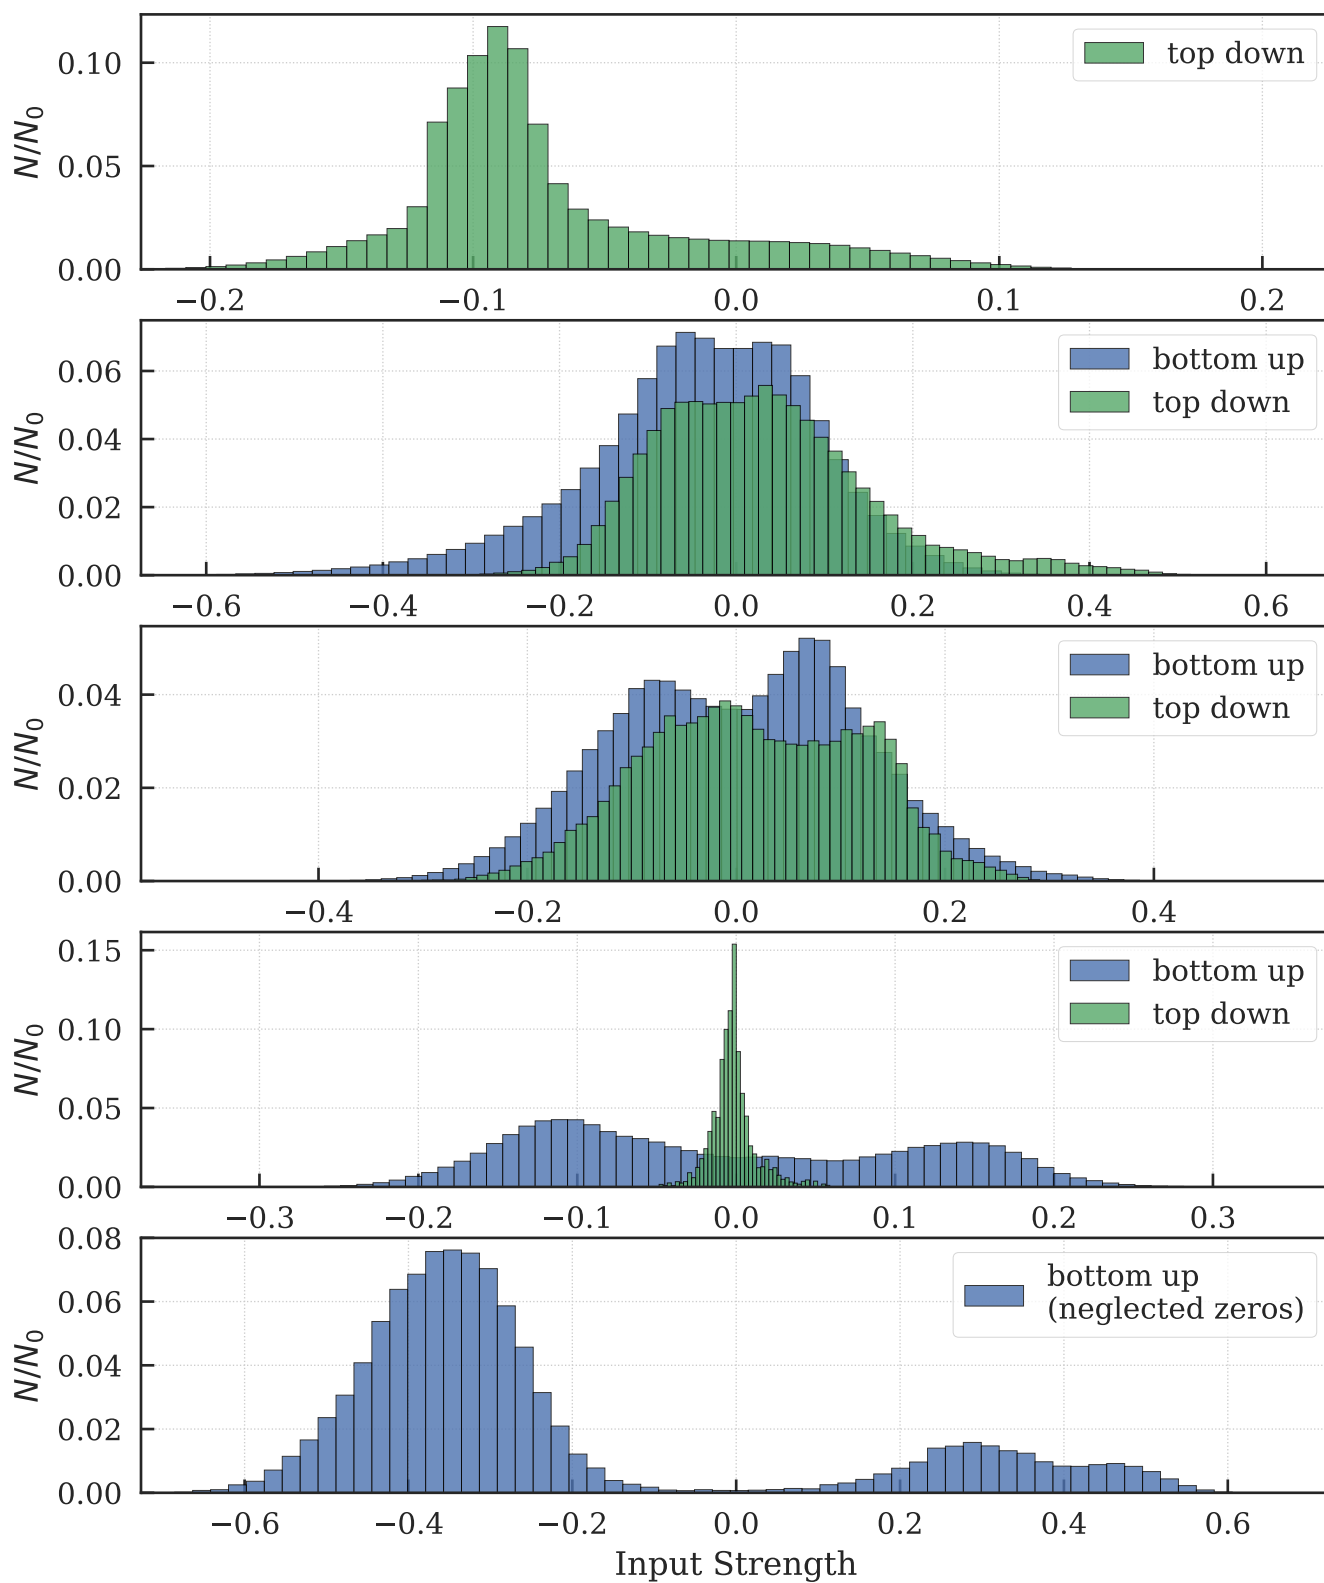 0.10
0.05
0.00
N/N0
top down
−0.2 −0.1 0.0 0.1 0.2
0.06
0.04
0.02
0.00
N/N0
bottom up
top down
−0.6 −0.4 −0.2 0.0 0.2 0.4 0.6
0.04
0.02
0.00
N/N0
bottom up
top down
−0.4 −0.2 0.0 0.2 0.4
0.15
0.10
0.05
0.00
N/N0
bottom up
top down
−0.3 −0.2 −0.1 0.0 0.1 0.2 0.3
0.08
0.06
0.04
0.02
0.00
N/N0
bottom up
(neglected zeros)
−0.6 −0.4 −0.2 0.0 0.2 0.4 0.6
Input Strength